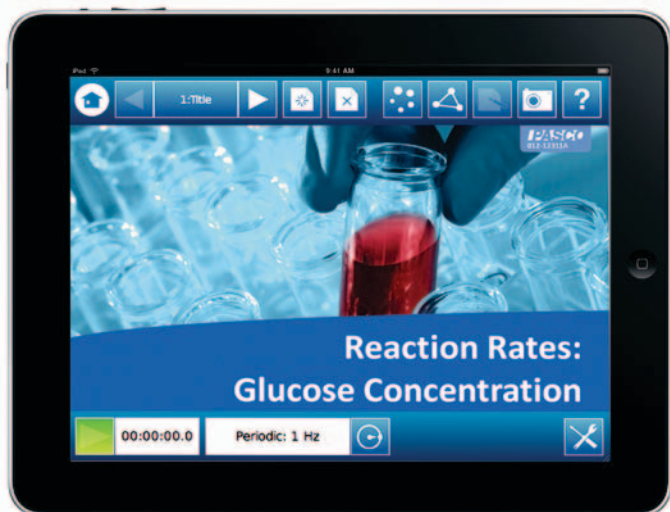 iPad 9:41 AM
1:Title
?
PASCO
012-12311A
Reaction Rates:
Glucose Concentration
00:00:00.0 Periodic: 1 Hz